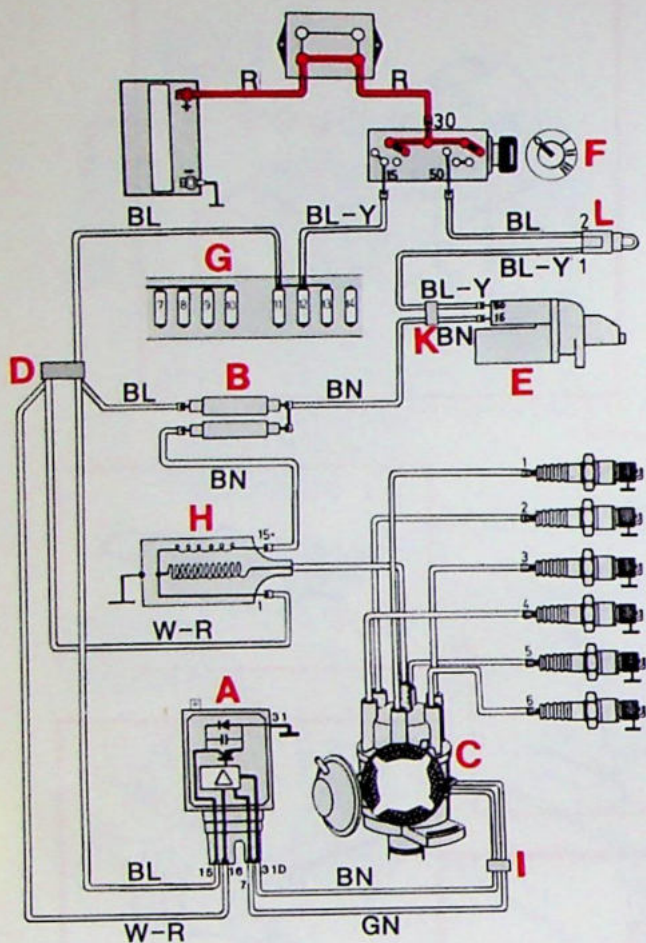 R R
30
+
-
15 50
F
BL BL-Y BL 2 L
G BL-Y 1
BL-Y
7 8 9 10 11 12 13 14
50
16
K BN
E
D
BL B BN
BN
1
2
3
4
5
6
H
15-
1
W-R
A
31
C
BL 15 16 7 31D BN I
W-R GN